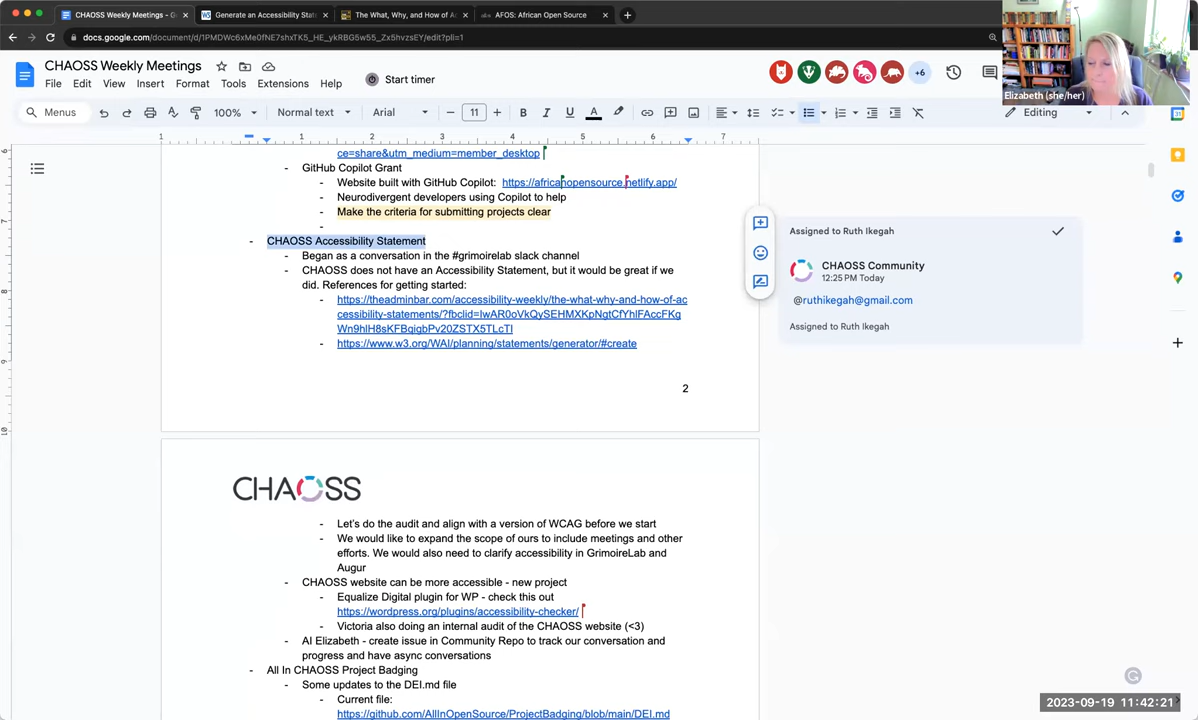 CHAOSS Weekly Meetings - G
Generate an Accessibility State
The What, Why, and How of Ac
AFOS: African Open Source
docs.google.com/document/d/1PMDWc6xMe0fNE7shxTK5_HE_ykRBG5w55_Zx5hvzsEY/edit?pli=1
CHAOSS Weekly Meetings
File Edit View Insert Format Tools Extensions Help
Start timer
+6
Elizabeth (she/her)
Menus
100%
Normal text
Arial
11
Editing
1 1 2 3 4 5 6 7
ce=share&utm_medium=member_desktop
- GitHub Copilot Grant
- Website built with GitHub Copilot: https://africanopensource.netlify.app/
- Neurodivergent developers using Copilot to help
- Make the criteria for submitting projects clear
-
- CHAOSS Accessibility Statement
- Began as a conversation in the #grimoirelab slack channel
- CHAOSS does not have an Accessibility Statement, but it would be great if we
did. References for getting started:
- https://theadminbar.com/accessibility-weekly/the-what-why-and-how-of-ac
cessibility-statements/?fbclid=IwAR0oVkQySEHMXKpNgtCfYhlFAccFKg
Wn9hlH8sKFBqigbPv20ZSTX5TLcTI
- https://www.w3.org/WAI/planning/statements/generator/#create
2
Assigned to Ruth Ikegah
CHAOSS Community
12:25 PM Today
@ruthikegah@gmail.com
Assigned to Ruth Ikegah
CHAOSS
- Let's do the audit and align with a version of WCAG before we start
- We would like to expand the scope of ours to include meetings and other
efforts. We would also need to clarify accessibility in GrimoireLab and
Augur
- CHAOSS website can be more accessible - new project
- Equalize Digital plugin for WP - check this out
https://wordpress.org/plugins/accessibility-checker/
- Victoria also doing an internal audit of the CHAOSS website (<3)
- AI Elizabeth - create issue in Community Repo to track our conversation and
progress and have async conversations
- All In CHAOSS Project Badging
- Some updates to the DEI.md file
- Current file:
https://github.com/AllInOpenSource/ProjectBadging/blob/main/DEI.md
2023-09-19 11:42:21